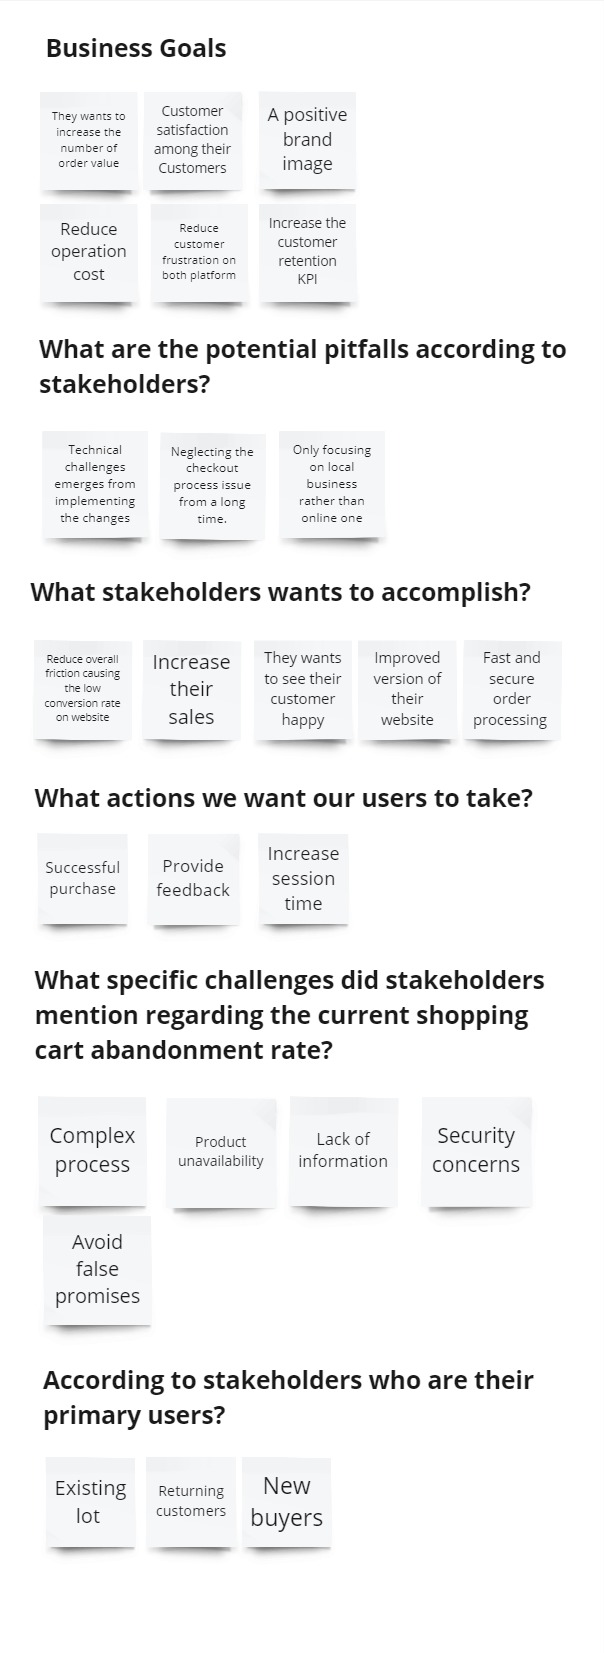 Business Goals
They wants to
increase the
number of
order value
Customer
satisfaction
among their
Customers
A positive
brand
image
Reduce
operation
cost
Reduce
customer
frustration on
both platform
Increase the
customer
retention
KPI
What are the potential pitfalls according to
stakeholders?
Technical
challenges
emerges from
implementing
the changes
Neglecting the
checkout
process issue
from a long
time.
Only focusing
on local
business
rather than
online one
What stakeholders wants to accomplish?
Reduce overall
friction causing
the low
conversion rate
on website
Increase
their
sales
They wants
to see their
customer
happy
Improved
version of
their
website
Fast and
secure
order
processing
What actions we want our users to take?
Successful
purchase
Provide
feedback
Increase
session
time
What specific challenges did stakeholders
mention regarding the current shopping
cart abandonment rate?
Complex
process
Product
unavailability
Lack of
information
Security
concerns
Avoid
false
promises
According to stakeholders who are their
primary users?
Existing
lot
Returning
customers
New
buyers